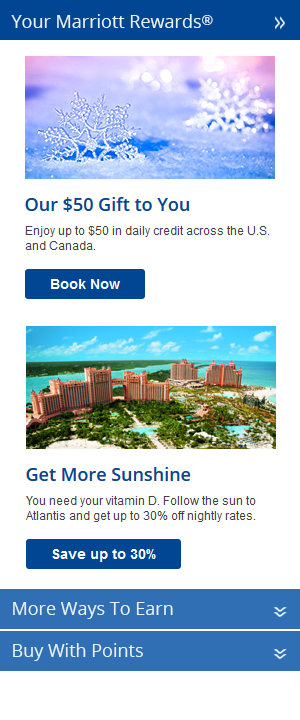 Your Marriott Rewards®
Our $50 Gift to You
Enjoy up to $50 in daily credit across the U.S.
and Canada.
Book Now
Get More Sunshine
You need your vitamin D. Follow the sun to
Atlantis and get up to 30% off nightly rates.
Save up to 30%
More Ways To Earn
Buy With Points